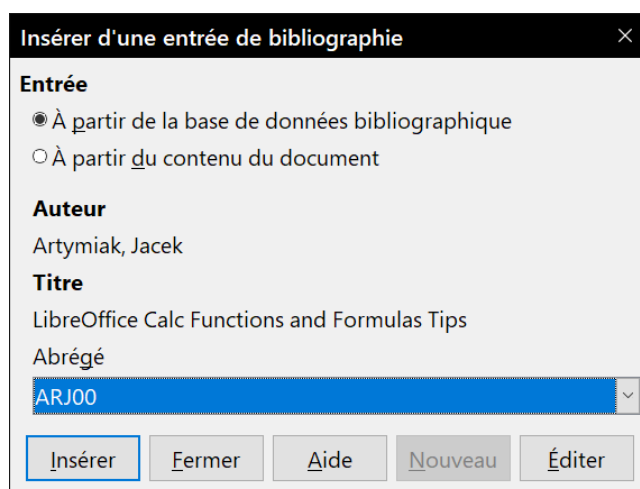 Insérer d'une entrée de bibliographie
Entrée
À partir de la base de données bibliographique
À partir du contenu du document
Auteur
Artymiak, Jacek
Titre
LibreOffice Calc Functions and Formulas Tips
Abrégé
ARJ00
Insérer Fermer Aide Nouveau Éditer